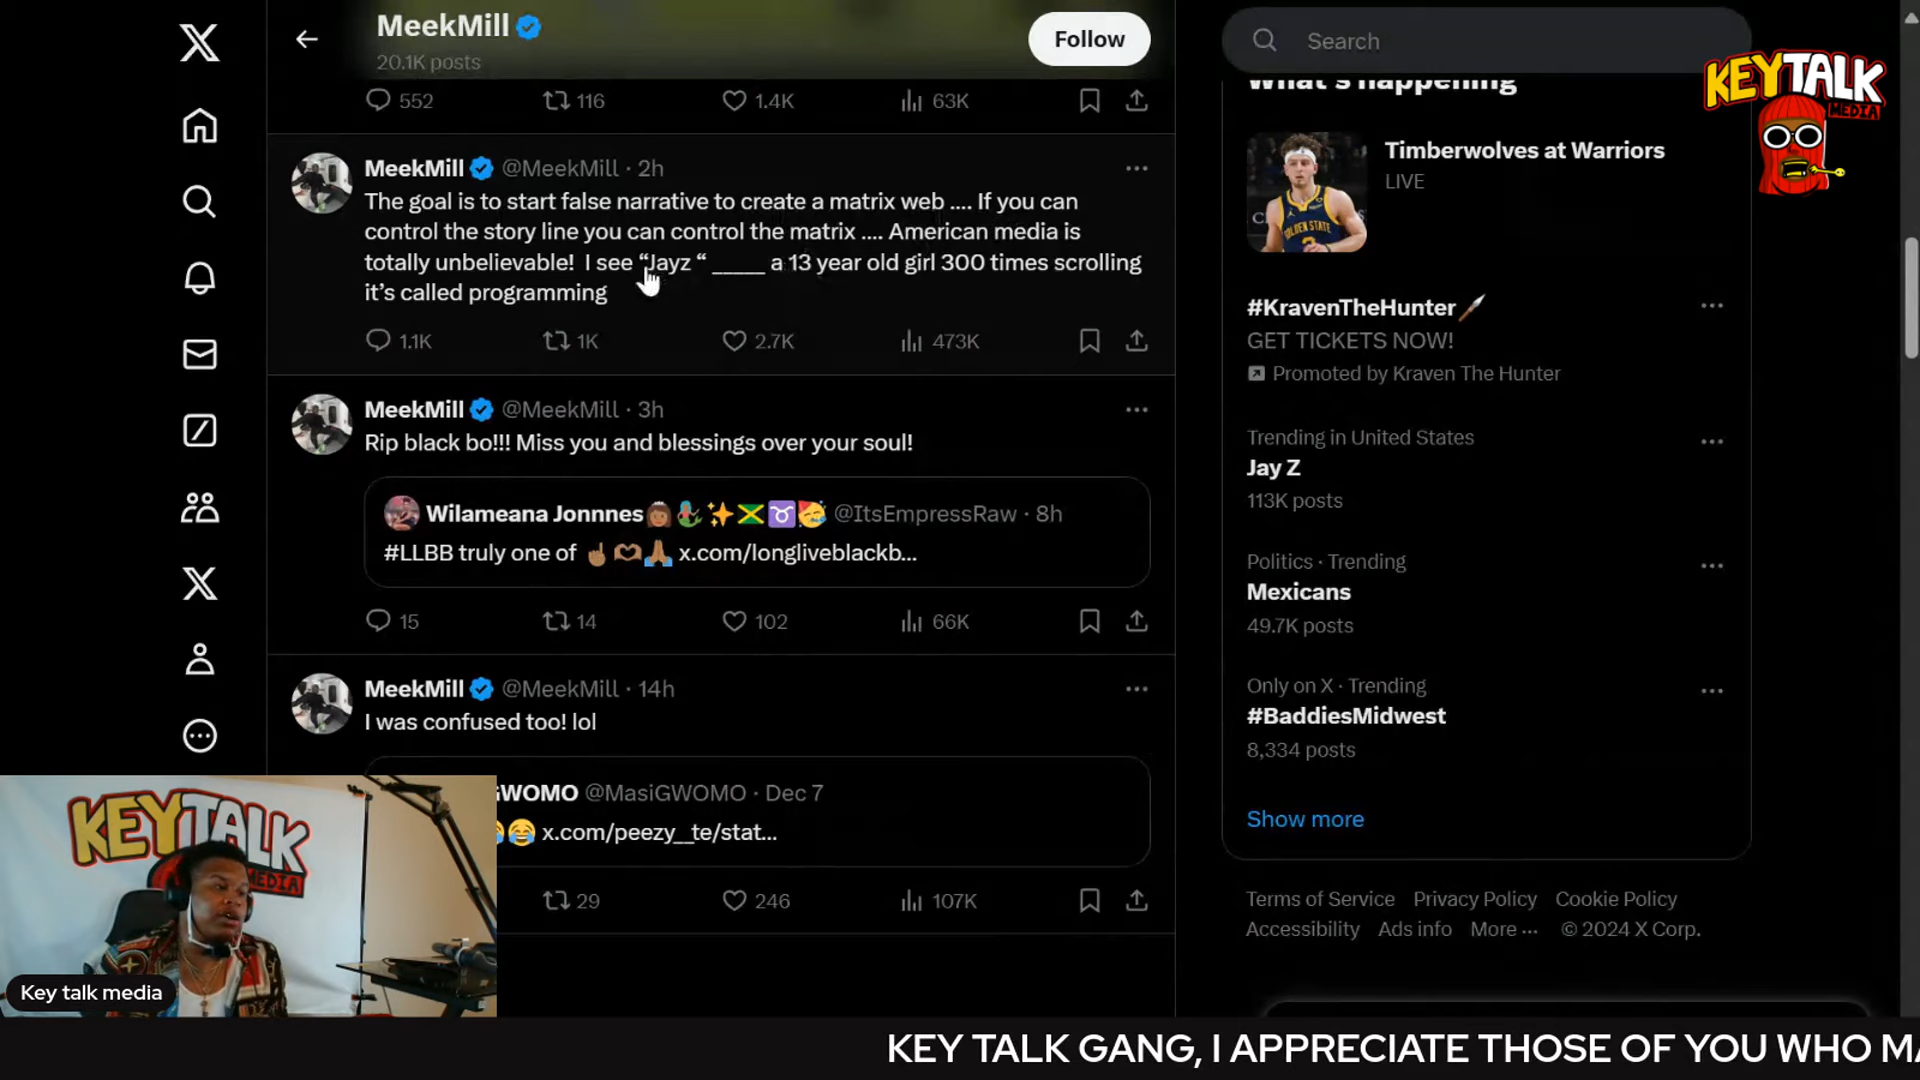 MeekMill
20.1K posts
Follow
Search
KEYTALK
MEDIA
552 116 1.4K 63K
What's happening
MeekMill @MeekMill · 2h
The goal is to start false narrative to create a matrix web .... If you can
control the story line you can control the matrix .... American media is
totally unbelievable! I see “Jayz “ _____ a 13 year old girl 300 times scrolling
it’s called programming
1.1K 1K 2.7K 473K
Timberwolves at Warriors
LIVE
#KravenTheHunter
GET TICKETS NOW!
Promoted by Kraven The Hunter
MeekMill @MeekMill · 3h
Rip black bo!!! Miss you and blessings over your soul!
Wilameana Jonnnes👸🏽🧜🏽‍♀️✨🇯🇲♉🥳 @ItsEmpressRaw · 8h
#LLBB truly one of ☝🏽🫶🏽🙏🏽 x.com/longliveblackb...
15 14 102 66K
Trending in United States
Jay Z
113K posts
Politics · Trending
Mexicans
49.7K posts
Only on X · Trending
#BaddiesMidwest
8,334 posts
Show more
MeekMill @MeekMill · 14h
I was confused too! lol
GWOMO @MasiGWOMO · Dec 7
😂 x.com/peezy__te/stat...
29 246 107K
Terms of Service Privacy Policy Cookie Policy
Accessibility Ads info More ··· © 2024 X Corp.
KEYTALK
MEDIA
Key talk media
KEY TALK GANG, I APPRECIATE THOSE OF YOU WHO MA